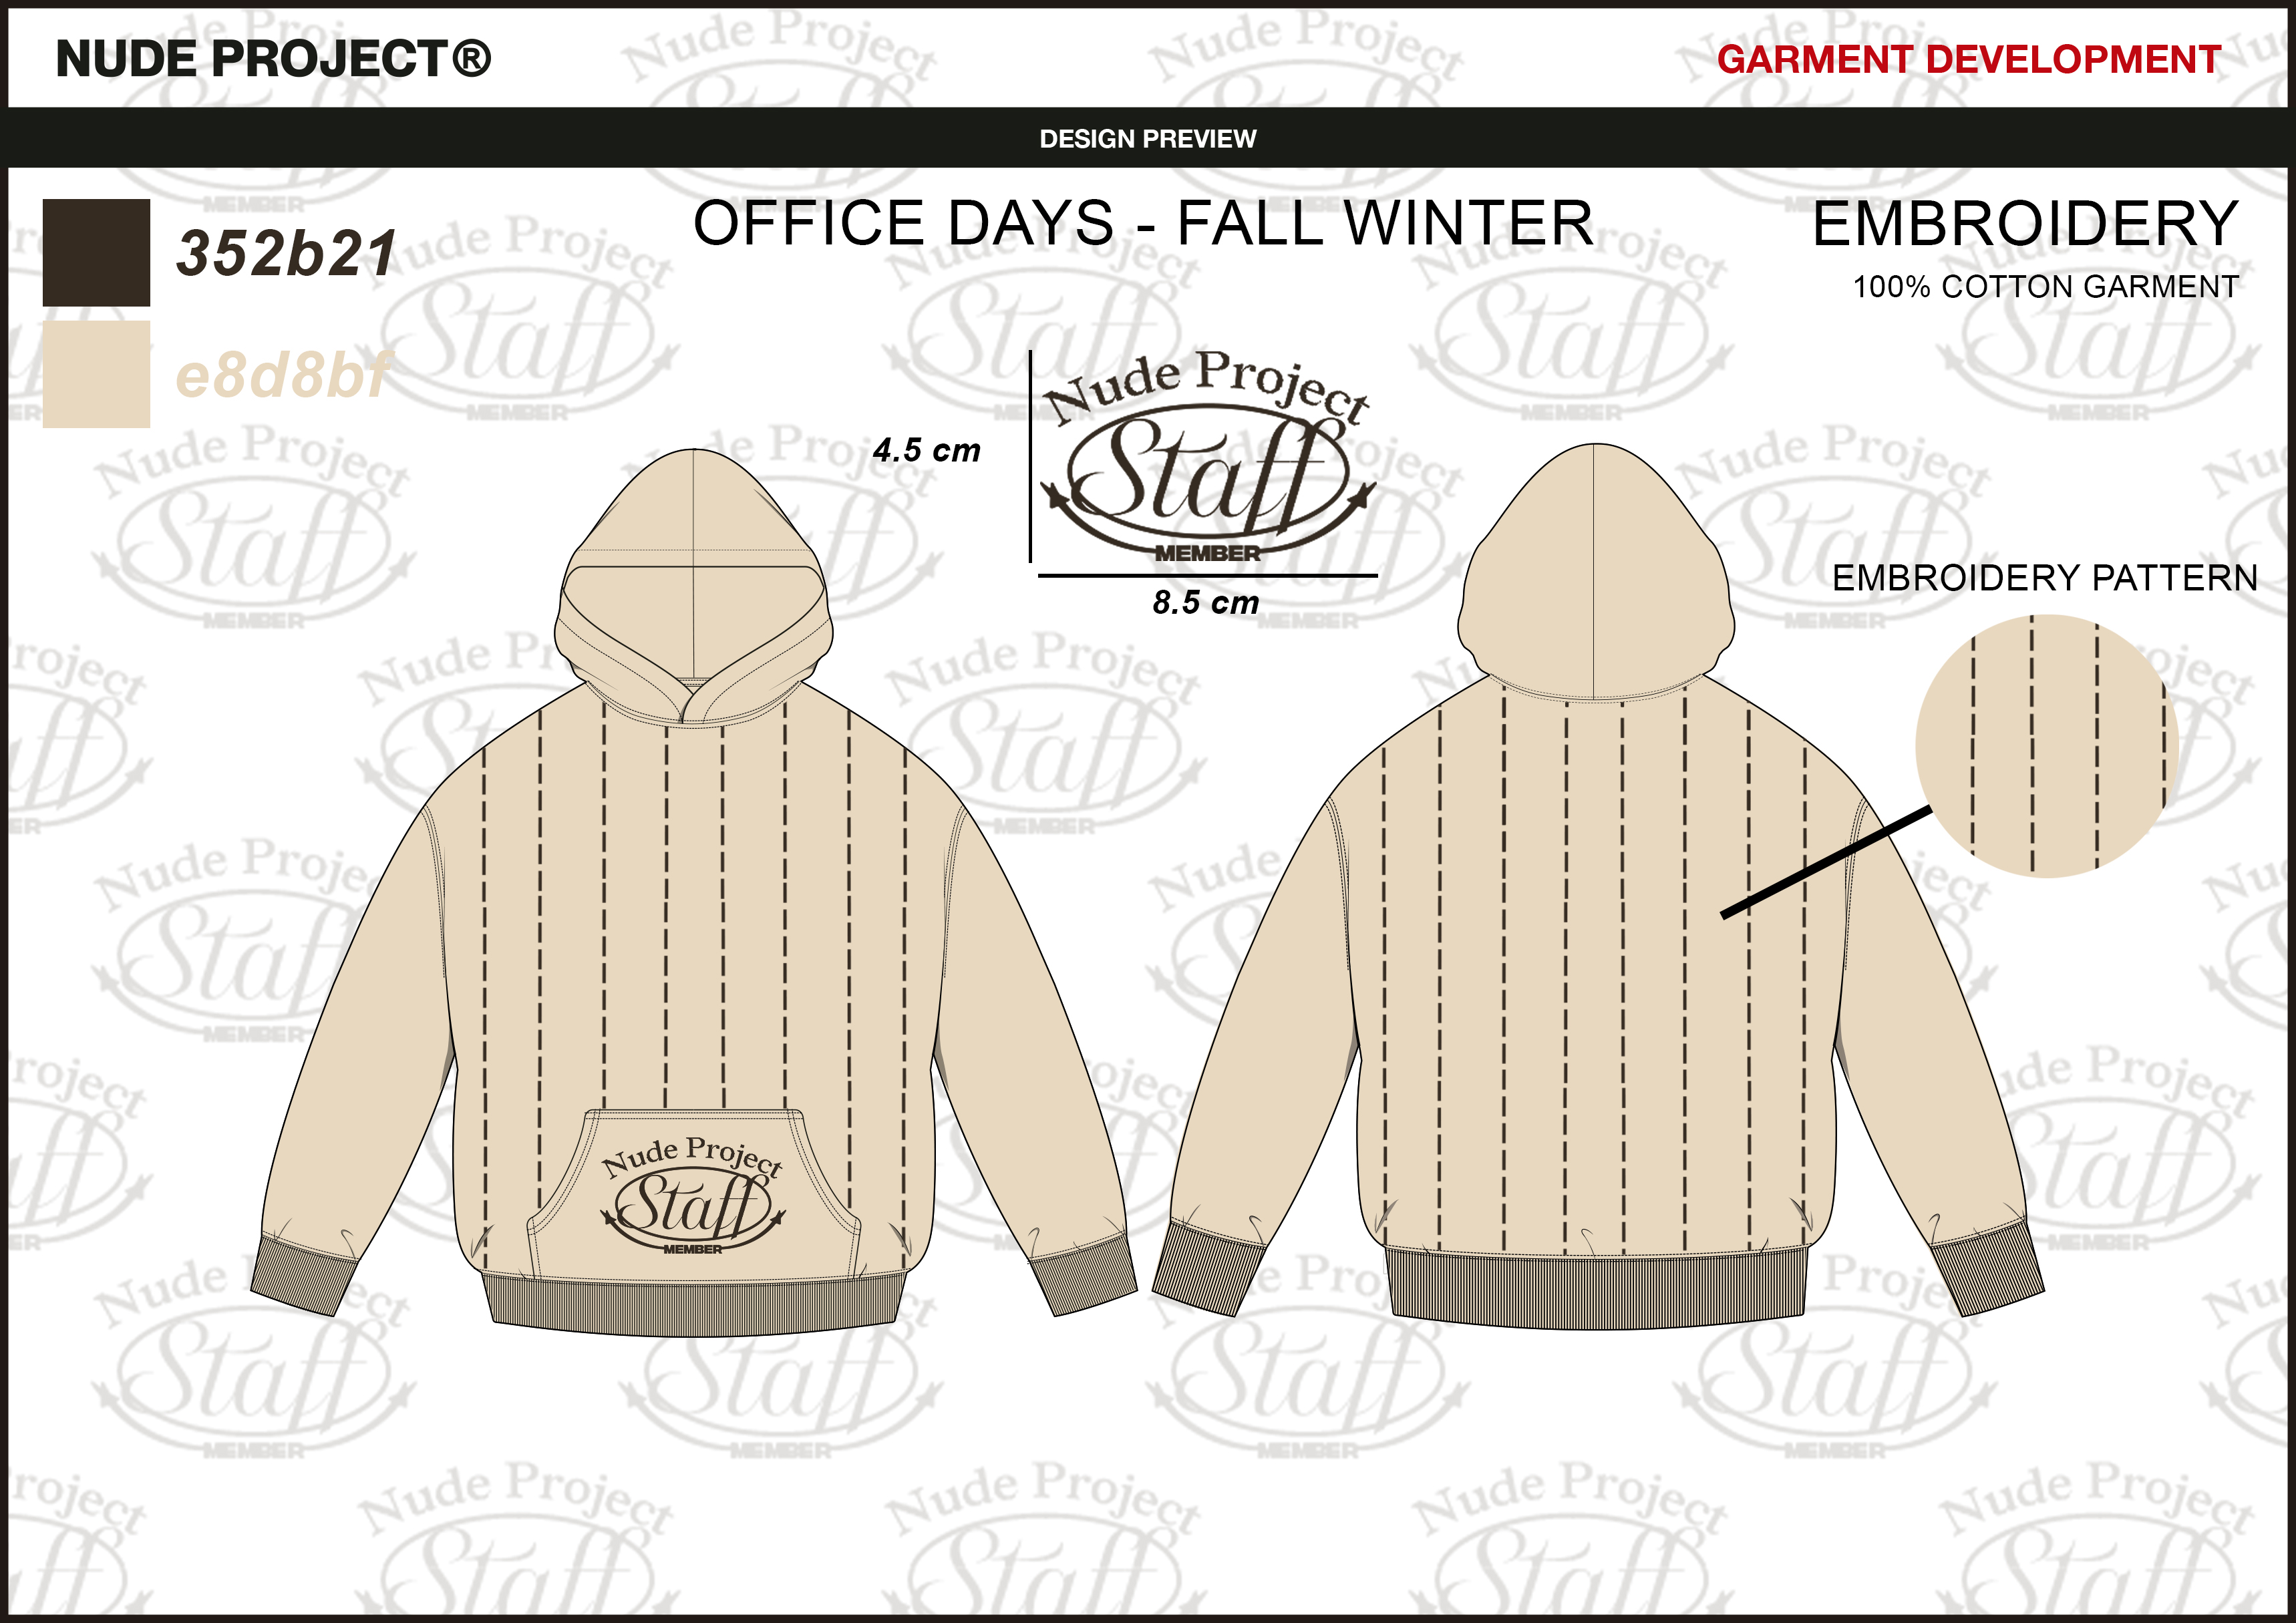 NUDE PROJECT®
GARMENT DEVELOPMENT
DESIGN PREVIEW
352b21
e8d8bf
OFFICE DAYS - FALL WINTER
EMBROIDERY
100% COTTON GARMENT
4.5 cm
Nude Project
Staff
MEMBER
8.5 cm
EMBROIDERY PATTERN
Nude Project
Staff
MEMBER